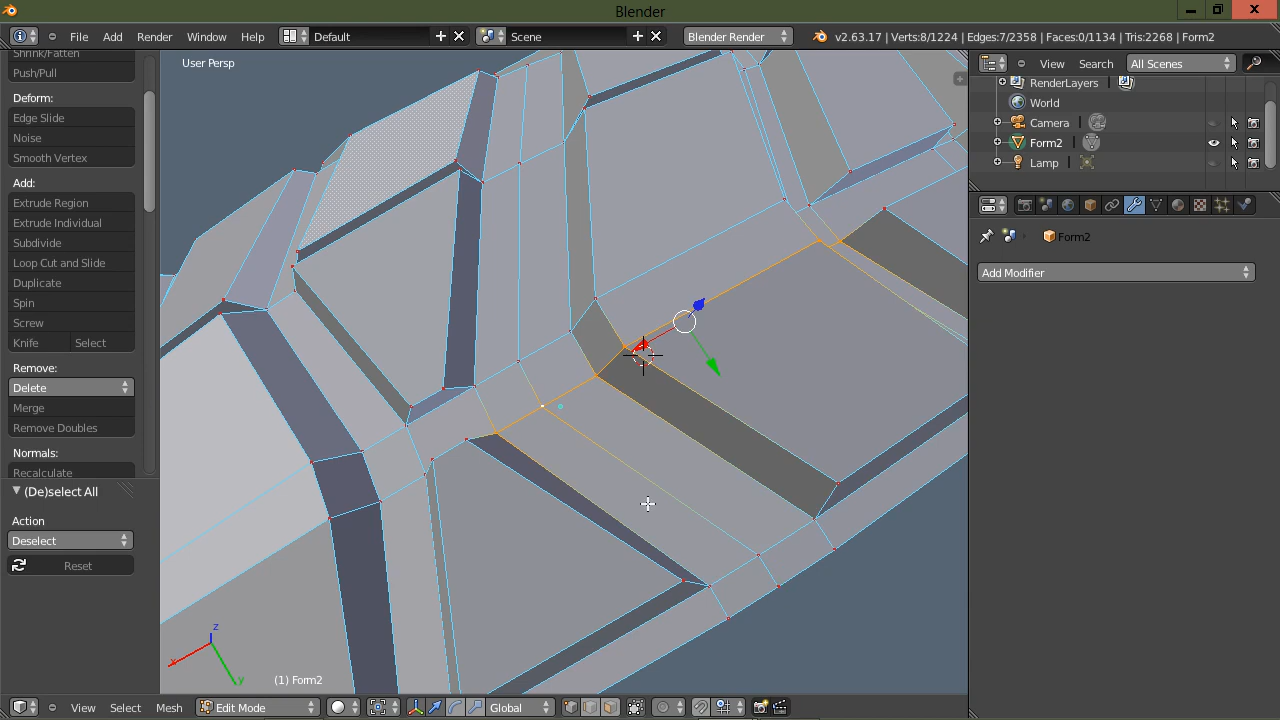 Blender
File Add Render Window Help Default Scene Blender Render v2.63.17 | Verts:8/1224 | Edges:7/2358 | Faces:0/1134 | Tris:2268 | Form2
Shrink/Fatten
Push/Pull
Deform:
Edge Slide
Noise
Smooth Vertex
Add:
Extrude Region
Extrude Individual
Subdivide
Loop Cut and Slide
Duplicate
Spin
Screw
Knife Select
Remove:
Delete
Merge
Remove Doubles
Normals:
Recalculate
(De)select All
Action
Deselect
Reset
User Persp
z
x
y
(1) Form2
View Search All Scenes
RenderLayers
World
Camera
Form2
Lamp
Form2
Add Modifier
View Select Mesh Edit Mode Global